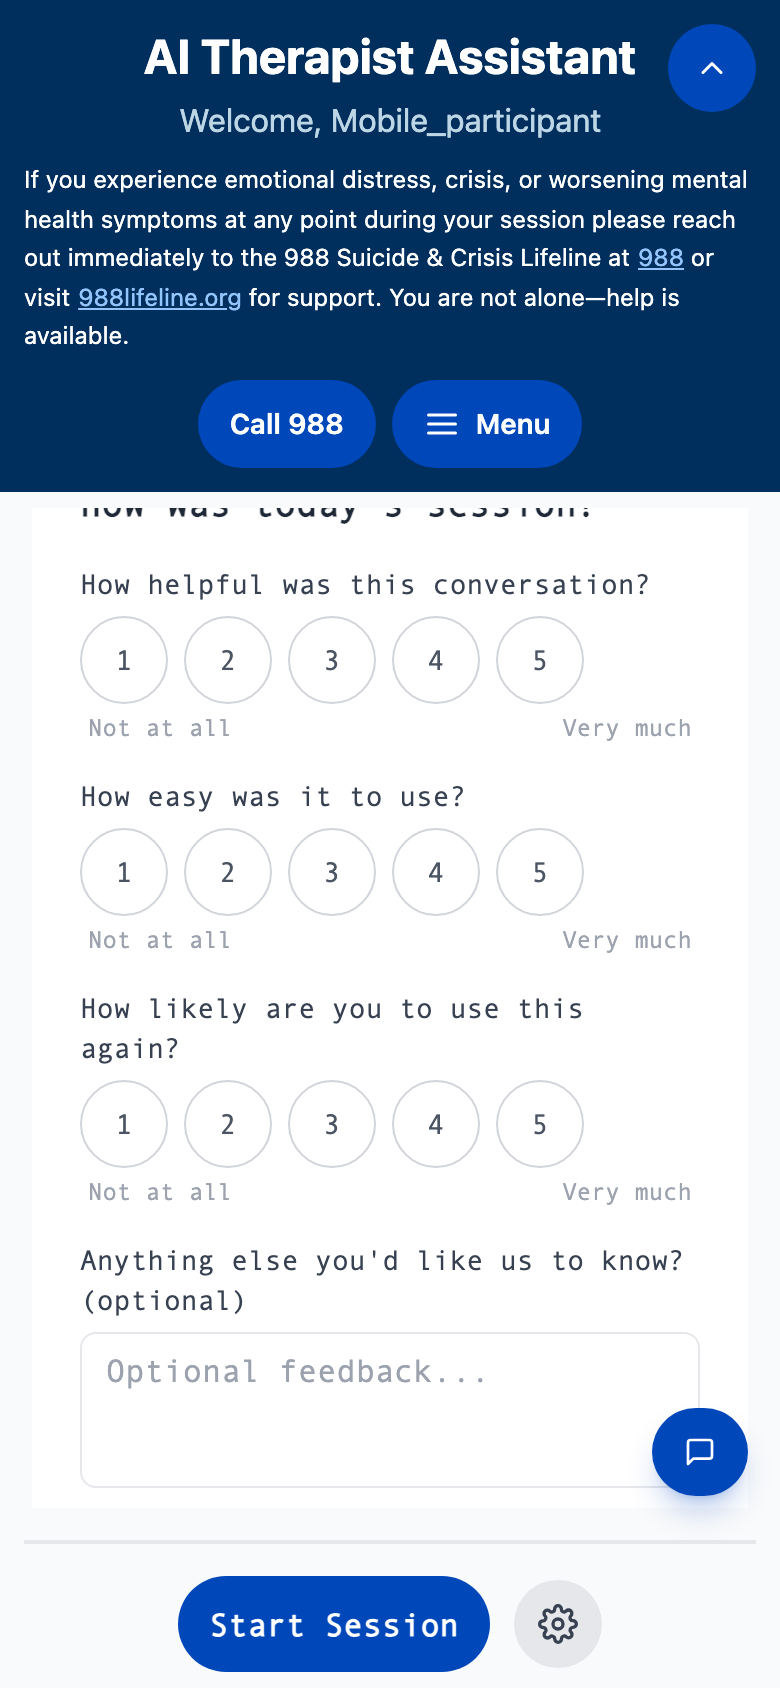 AI Therapist Assistant
Welcome, Mobile_participant
If you experience emotional distress, crisis, or worsening mental
health symptoms at any point during your session please reach
out immediately to the 988 Suicide & Crisis Lifeline at 988 or
visit 988lifeline.org for support. You are not alone—help is
available.
Call 988
Menu
How was today's session?
How helpful was this conversation?
1 2 3 4 5
Not at all Very much
How easy was it to use?
1 2 3 4 5
Not at all Very much
How likely are you to use this
again?
1 2 3 4 5
Not at all Very much
Anything else you'd like us to know?
(optional)
Optional feedback...
Start Session